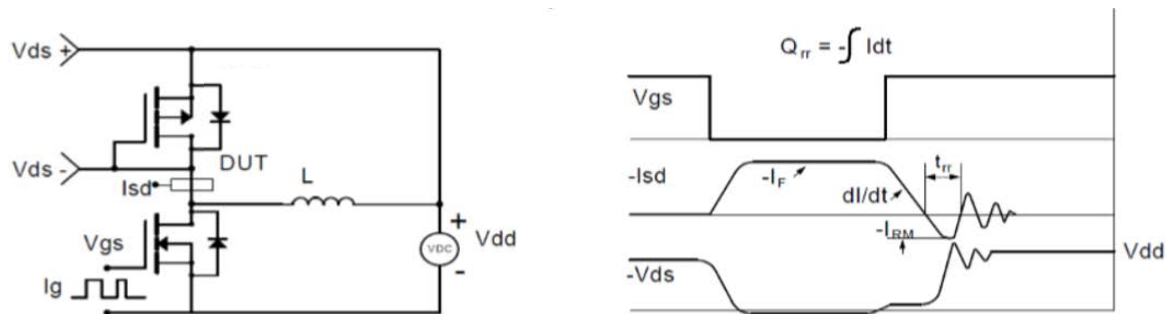 Vds +
Vds -
DUT
Isd
L
Vgs
Ig
+
VDC
-
Vdd
Qrr = -∫ Idt
Vgs
-Isd
-IF
dI/dt
trr
-IRM
-Vds
Vdd